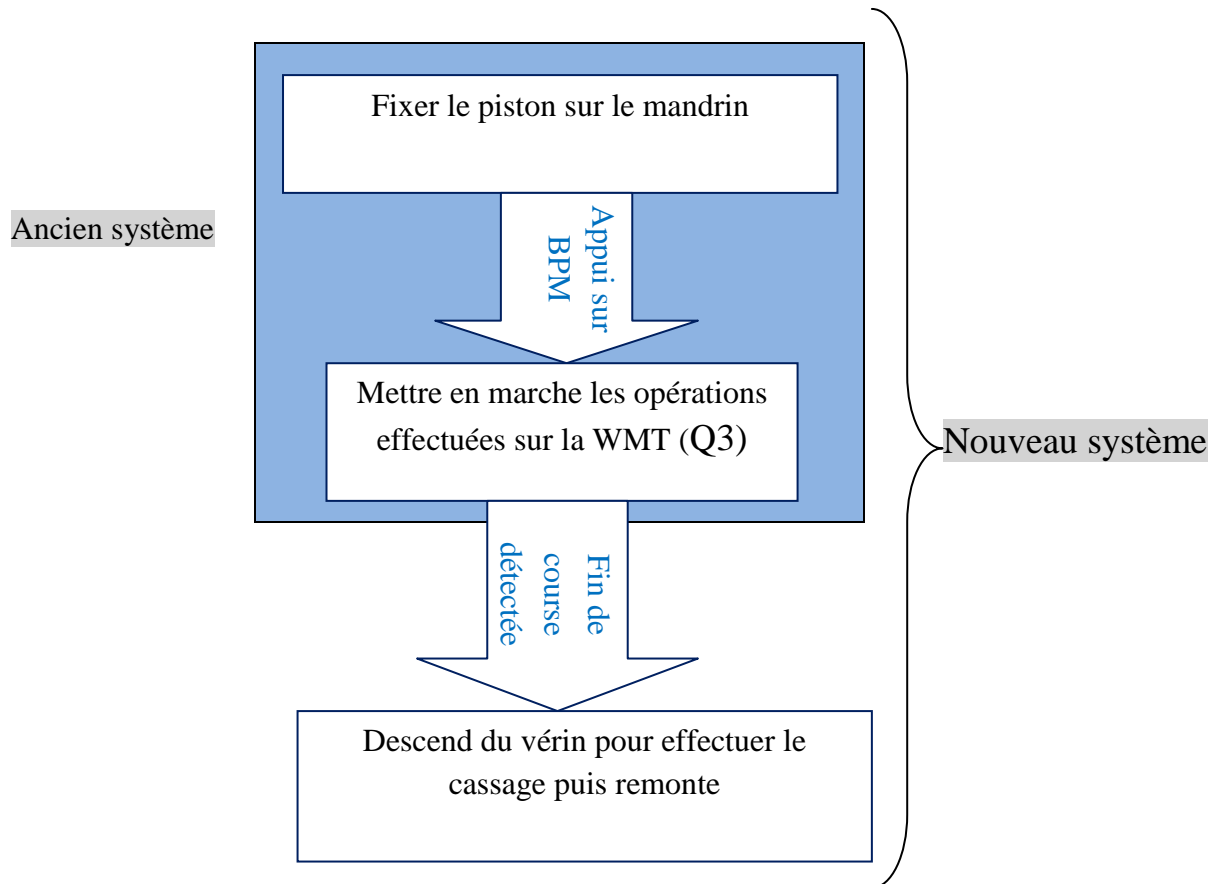 Fixer le piston sur le mandrin
Ancien système
Appui sur
BPM
Mettre en marche les opérations
effectuées sur la WMT (Q3)
Nouveau système
Fin de
course
détectée
Descend du vérin pour effectuer le
cassage puis remonte